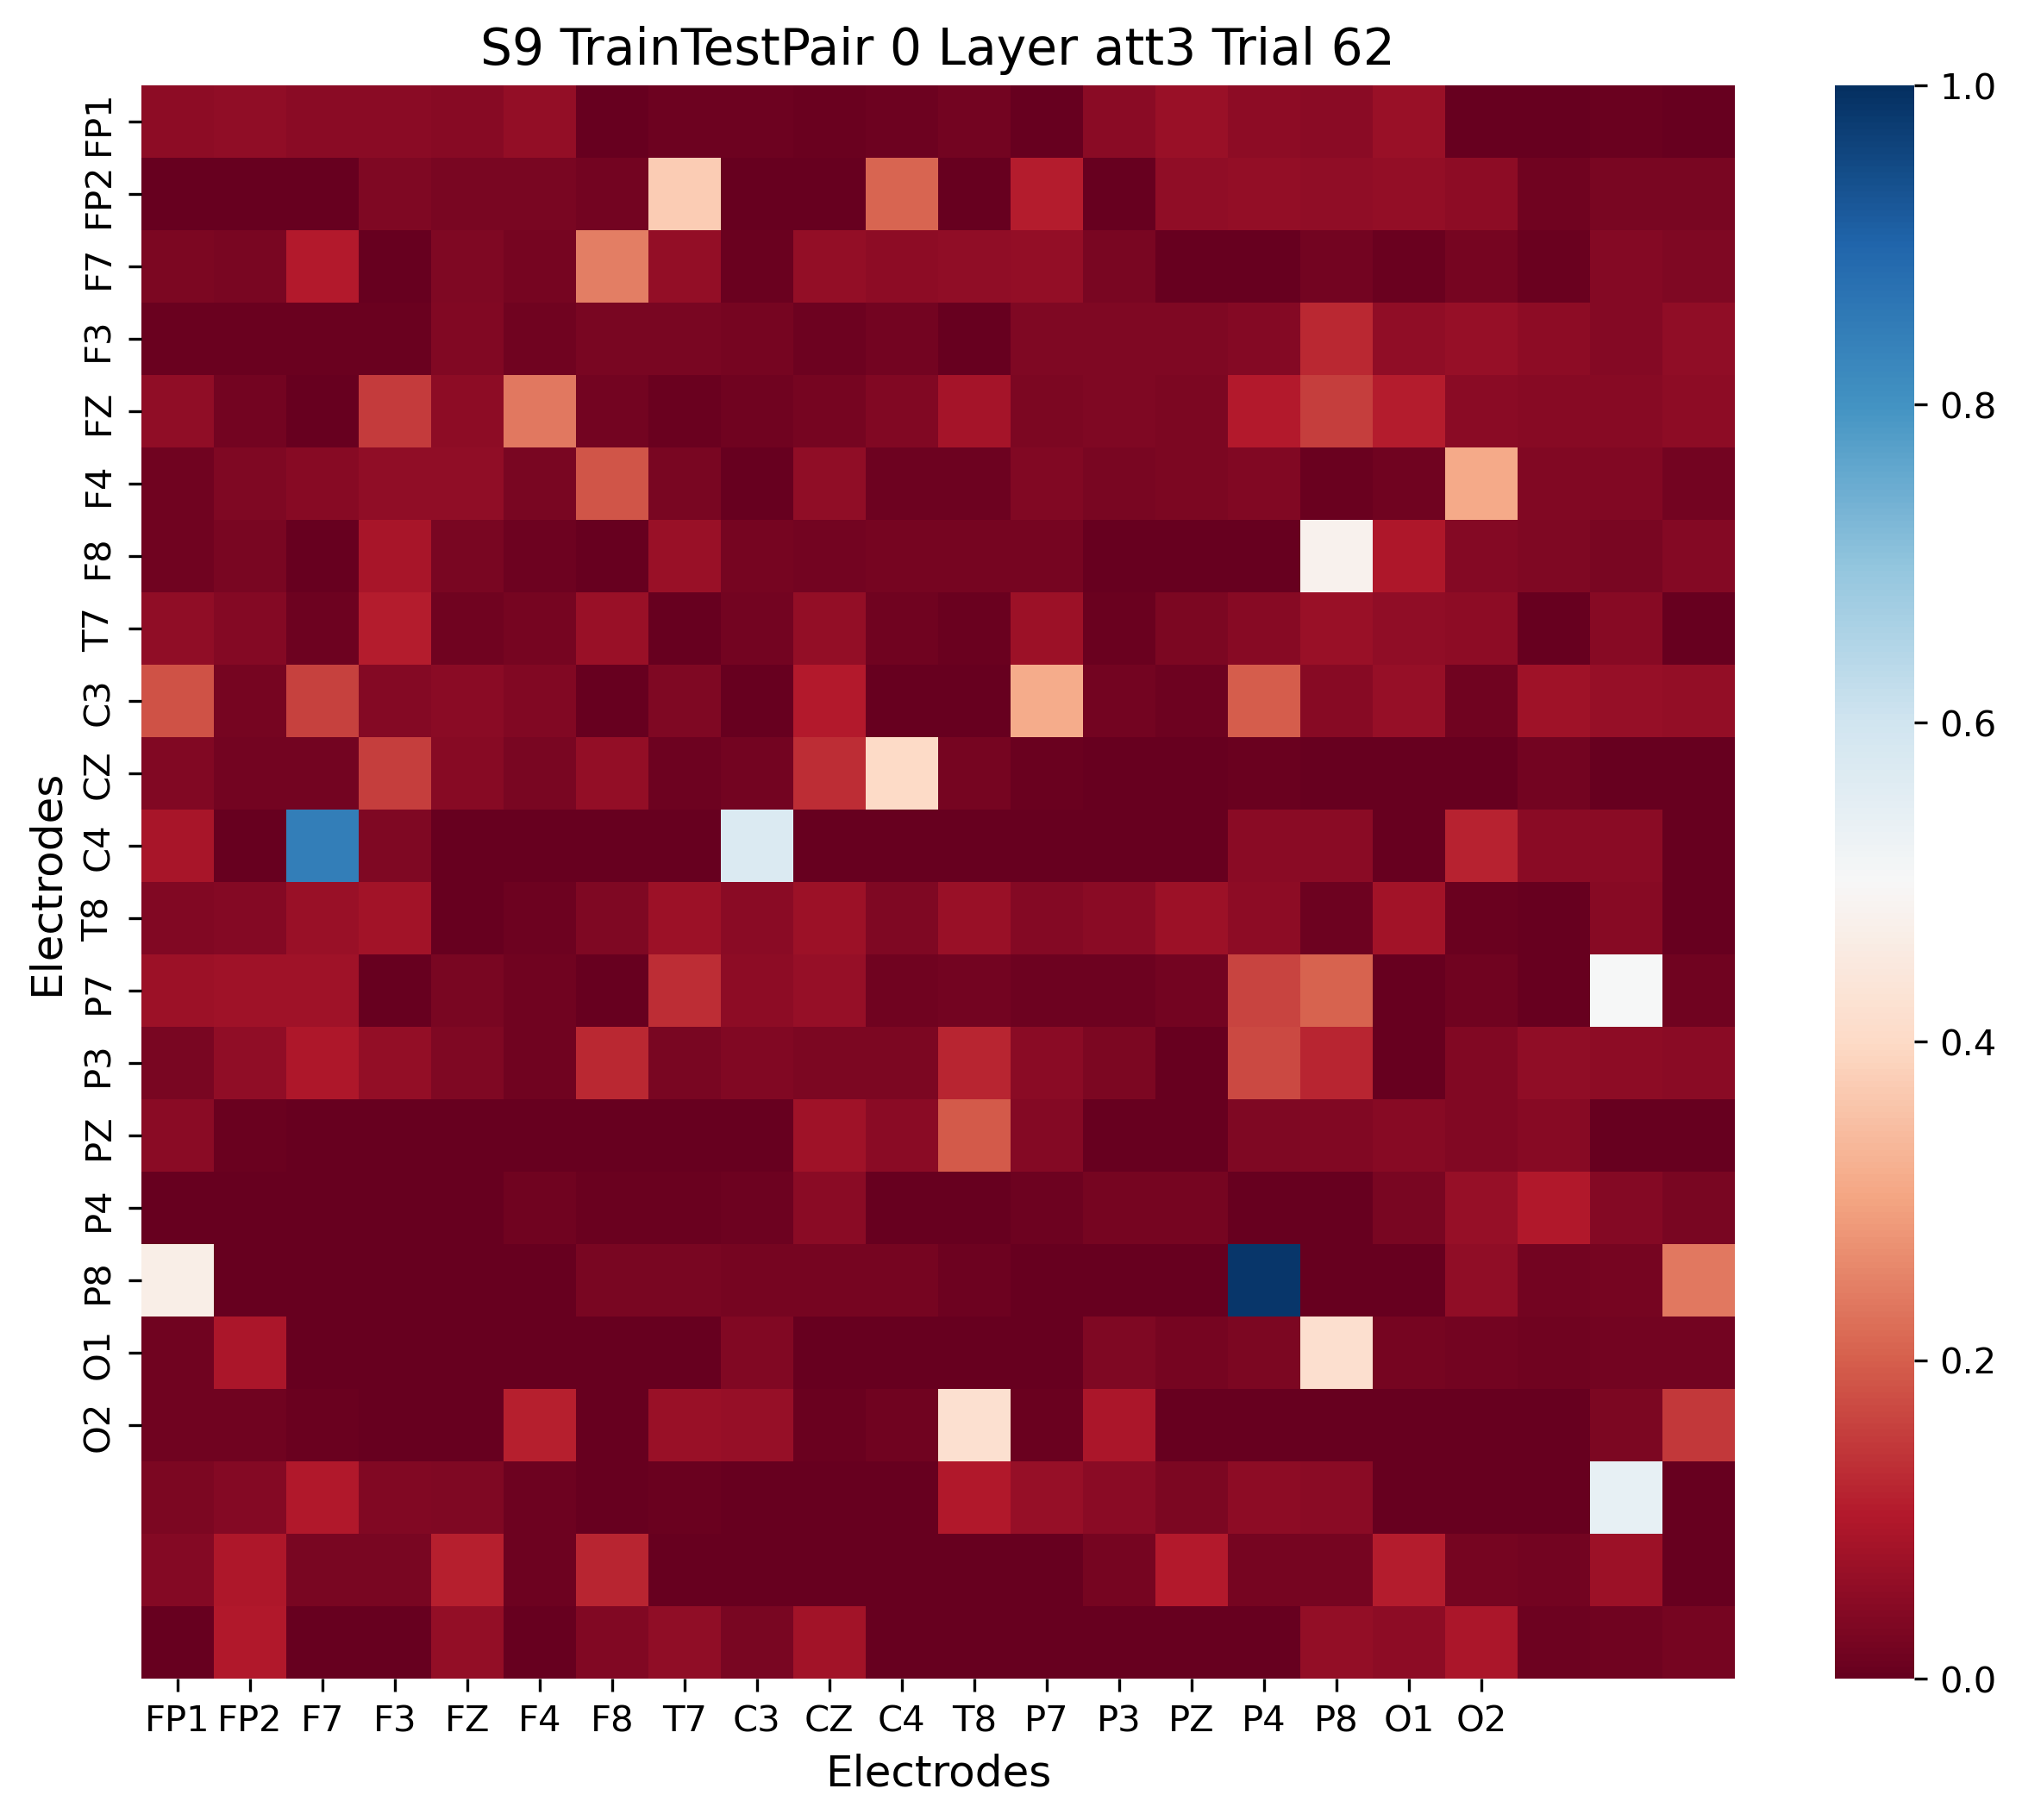 S9 TrainTestPair 0 Layer att3 Trial 62
Electrodes
FP1
FP2
F7
F3
FZ
F4
F8
T7
C3
CZ
C4
T8
P7
P3
PZ
P4
P8
O1
O2
FP1 FP2 F7 F3 FZ F4 F8 T7 C3 CZ C4 T8 P7 P3 PZ P4 P8 O1 O2
Electrodes
1.0
0.8
0.6
0.4
0.2
0.0